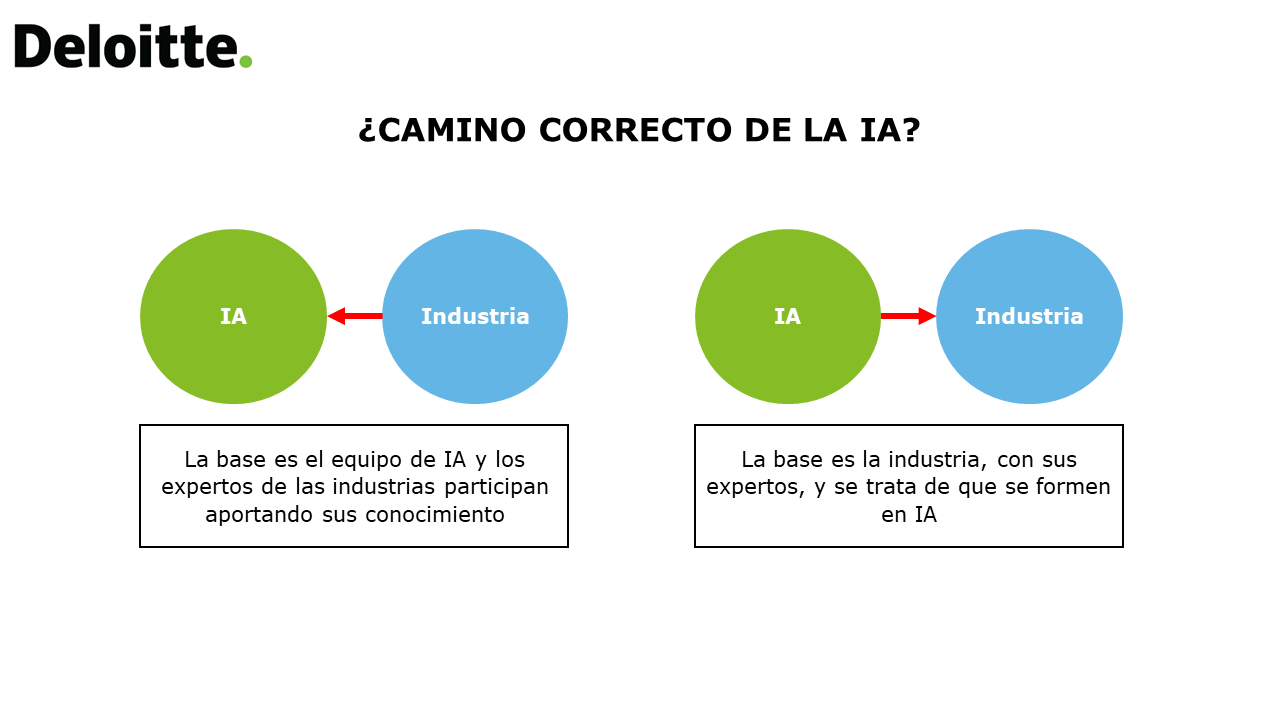 Deloitte.
¿CAMINO CORRECTO DE LA IA?
IA
Industria
IA
Industria
La base es el equipo de IA y los
expertos de las industrias participan
aportando sus conocimiento
La base es la industria, con sus
expertos, y se trata de que se formen
en IA